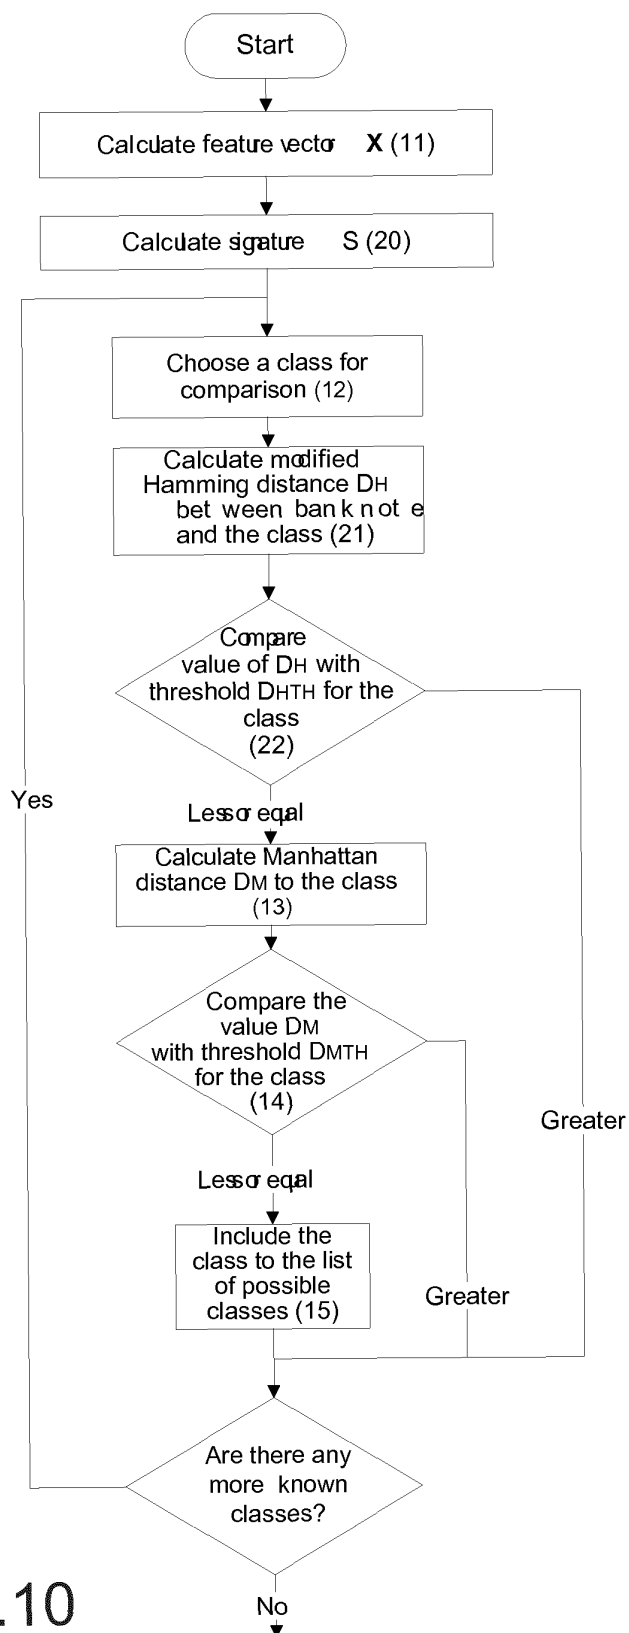 Start
Calculate feature vector X (11)
Calculate signature S (20)
Choose a class for
comparison (12)
Calculate modified
Hamming distance DH
between banknote
and the class (21)
Compare
value of DH with
threshold DHTH for the
class
(22)
Yes
Less or equal
Calculate Manhattan
distance DM to the class
(13)
Compare the
value DM
with threshold DMTH
for the class
(14)
Greater
Less or equal
Include the
class to the list
of possible
classes (15)
Greater
Are there any
more known
classes?
.10
No